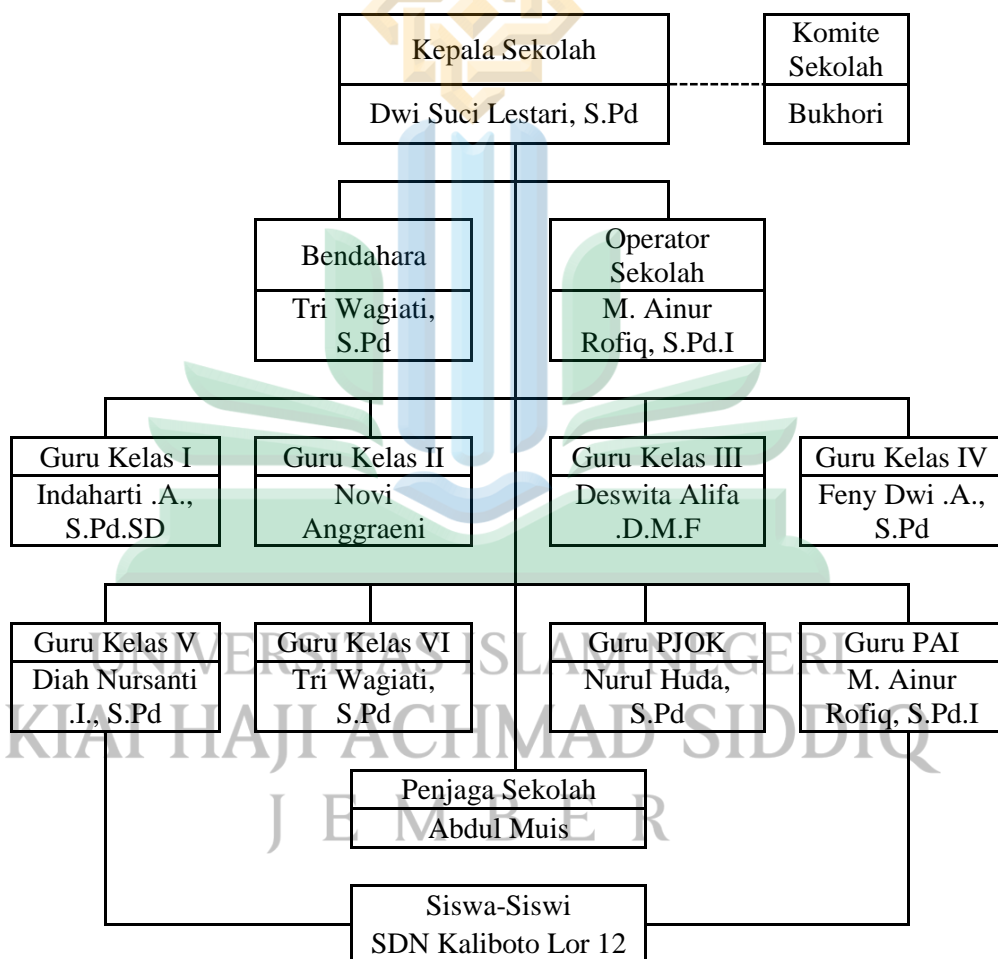 Kepala Sekolah
Dwi Suci Lestari, S.Pd
Komite
Sekolah
Bukhori
Bendahara
Tri Wagiati,
S.Pd
Operator
Sekolah
M. Ainur
Rofiq, S.Pd.I
Guru Kelas I
Indaharti .A.,
S.Pd.SD
Guru Kelas II
Novi
Anggraeni
Guru Kelas III
Deswita Alifa
.D.M.F
Guru Kelas IV
Feny Dwi .A.,
S.Pd
Guru Kelas V
Diah Nursanti
.I., S.Pd
Guru Kelas VI
Tri Wagiati,
S.Pd
Guru PJOK
Nurul Huda,
S.Pd
Guru PAI
M. Ainur
Rofiq, S.Pd.I
UNIVERSITAS ISLAM NEGERI
KIAI HAJI ACHMAD SIDDIQ
JEMBER
Penjaga Sekolah
Abdul Muis
Siswa-Siswi
SDN Kaliboto Lor 12